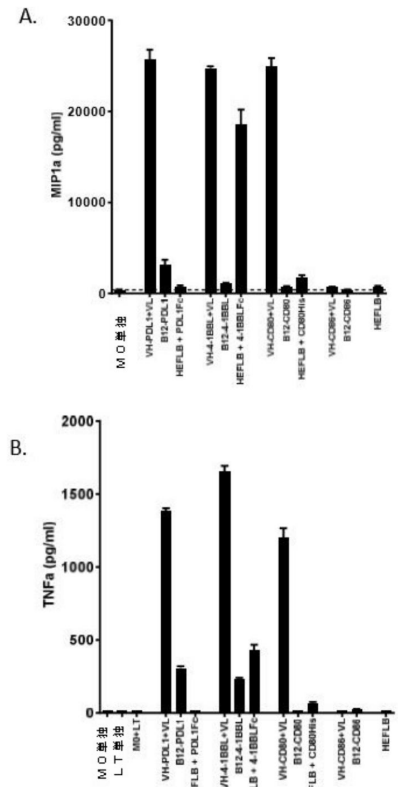 A.
30000
20000
10000
0
MIP1a (pg/ml)
MO単独
VH-PDL1+VL
B12-PDL1
HEFLB + PDL1Fc
VH-4-1BBL+VL
B12-4-1BBL
HEFLB + 4-1BBLFc
VH-CD80+VL
B12-CD80
HEFLB + CD80His
VH-CD86+VL
B12-CD86
HEFLB
B.
2000
1500
1000
500
0
TNFa (pg/ml)
MO単独
LT単独
M0+LT
VH-PDL1+VL
B12-PDL1
EFLB + PDL1Fc
VH-4-1BBL+VL
B12-4-1BBL
FLB + 4-1BBLFc
VH-CD80+VL
B12-CD80
FLB + CD80His
VH-CD86+VL
B12-CD86
HEFLB